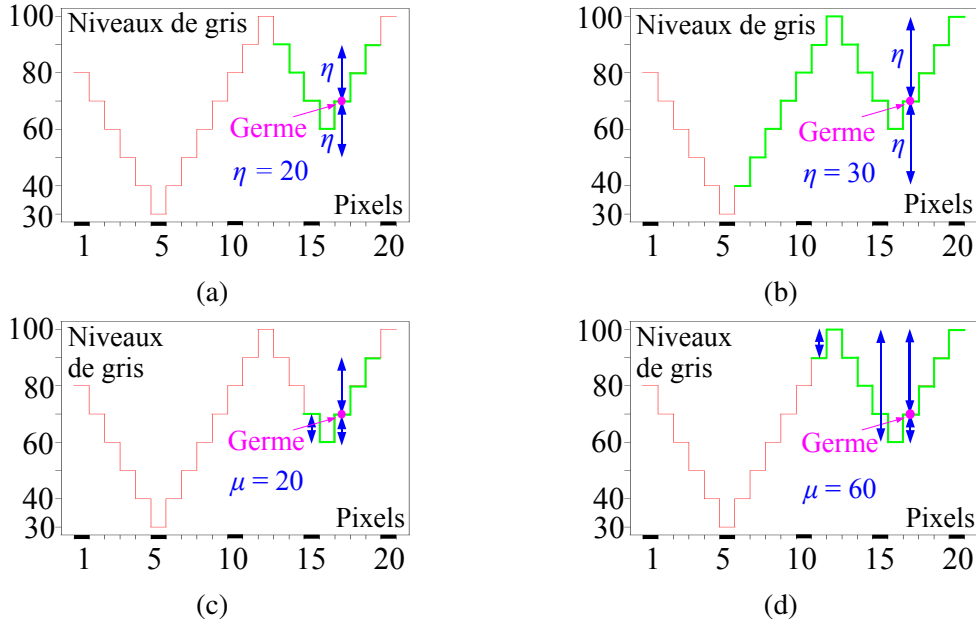 100
80
60
40
30
Niveaux de gris
η
Germe
η
η = 20
Pixels
1 5 10 15 20
(a)
100
80
60
40
30
Niveaux de gris
η
Germe
η
η = 30
Pixels
1 5 10 15 20
(b)
100
80
60
40
30
Niveaux
de gris
Germe
μ = 20
Pixels
1 5 10 15 20
(c)
100
80
60
40
30
Niveaux
de gris
Germe
μ = 60
Pixels
1 5 10 15 20
(d)